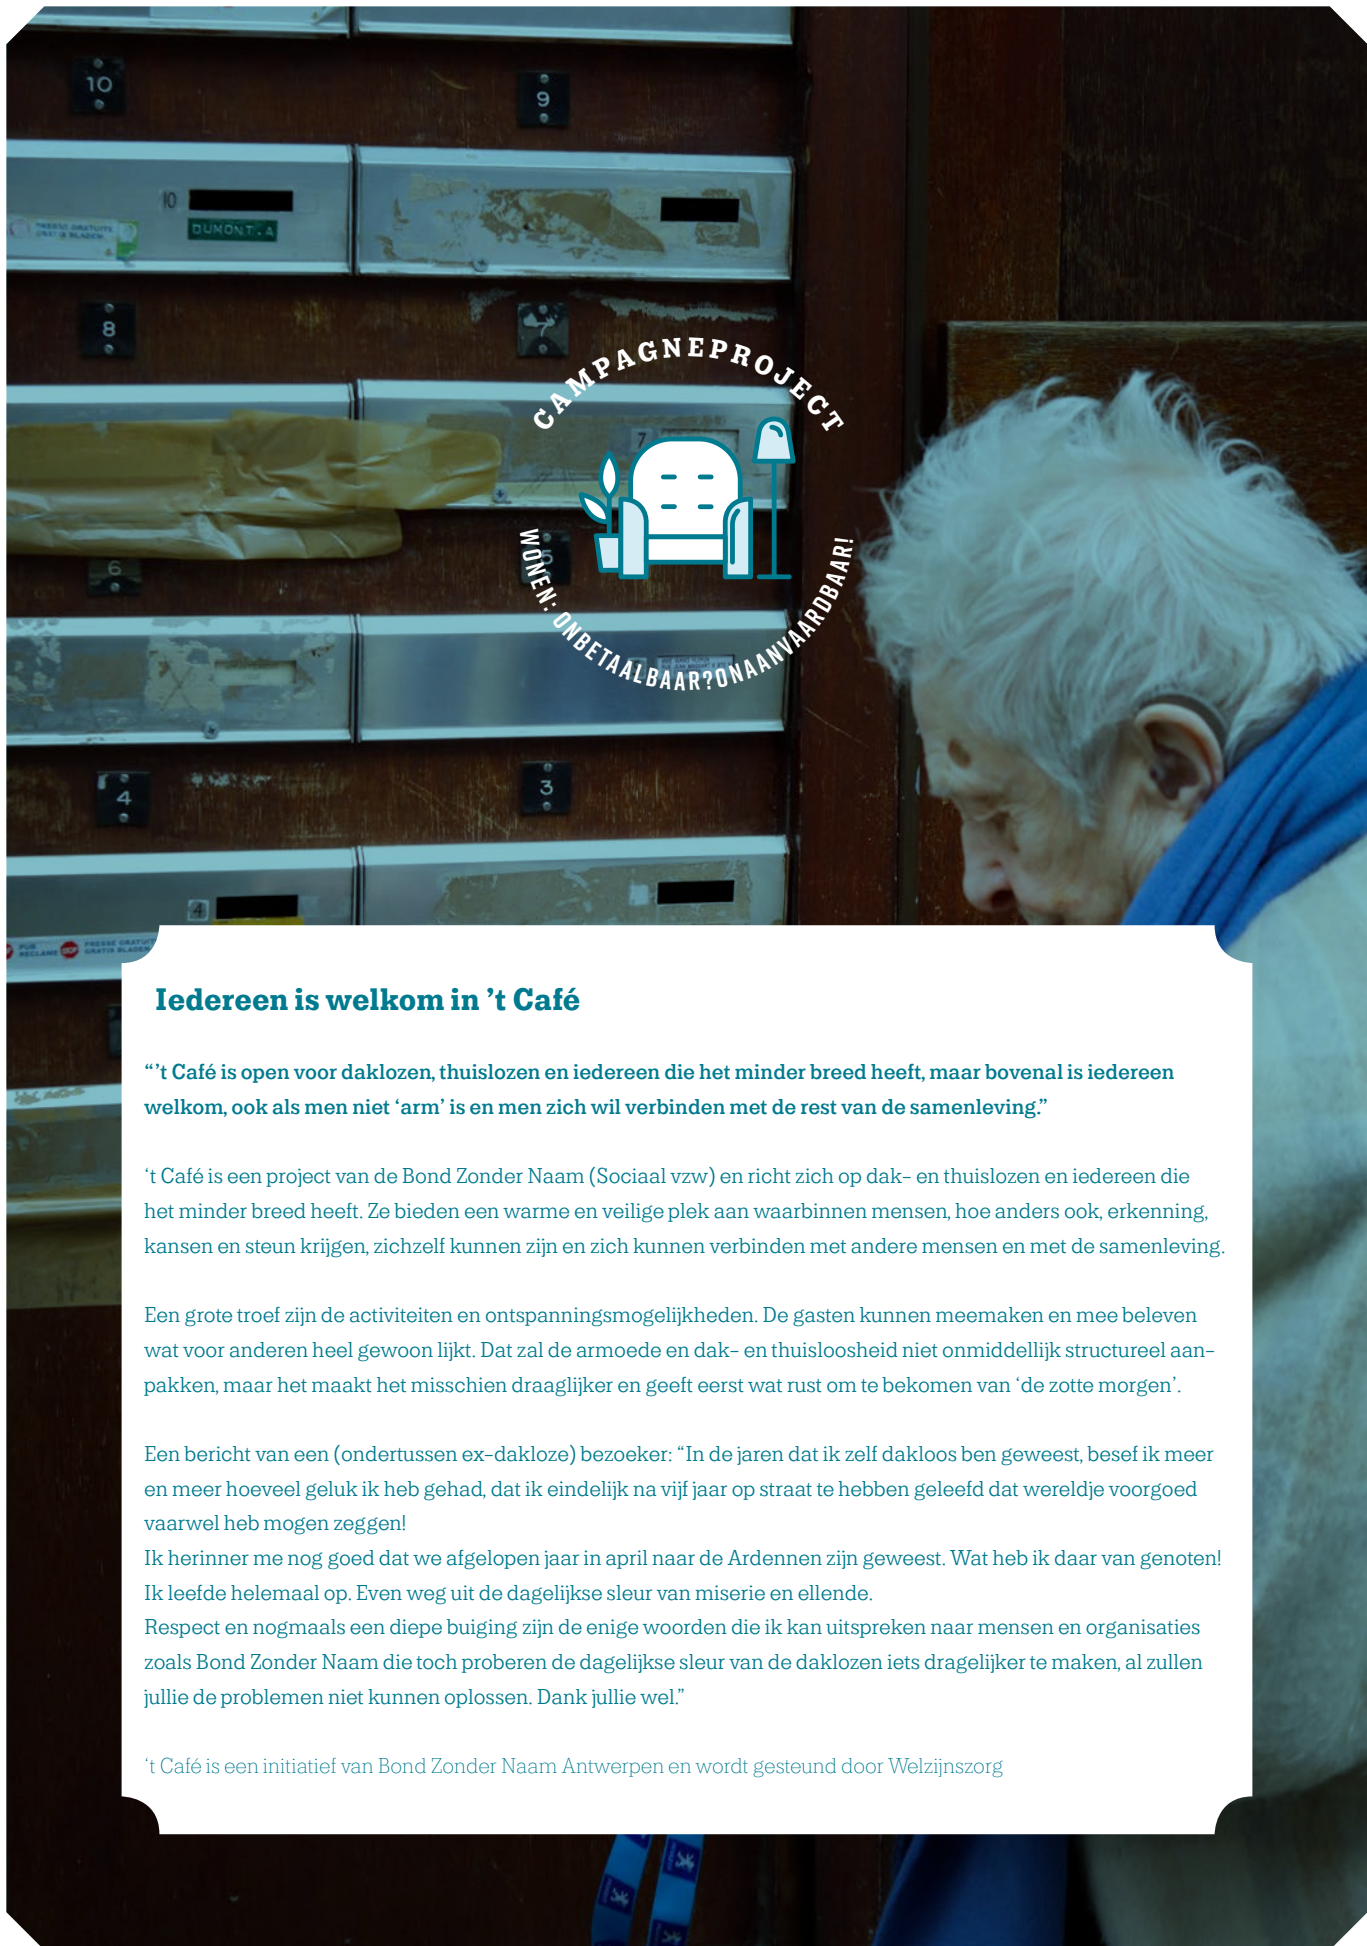 10
9
10
DUMONT.A
8
7
CAMPAGNEPROJECT
7
6
5
WONEN: ONBETAALBAAR?ONAANVAARDBAAR!
4
3
4
PUB
RECLAME
STOP
PRESSE GRATUITE
GRATIS BLADEN
Iedereen is welkom in ’t Café
“’t Café is open voor daklozen, thuislozen en iedereen die het minder breed heeft, maar bovenal is iedereen
welkom, ook als men niet ‘arm’ is en men zich wil verbinden met de rest van de samenleving.”
‘t Café is een project van de Bond Zonder Naam (Sociaal vzw) en richt zich op dak- en thuislozen en iedereen die
het minder breed heeft. Ze bieden een warme en veilige plek aan waarbinnen mensen, hoe anders ook, erkenning,
kansen en steun krijgen, zichzelf kunnen zijn en zich kunnen verbinden met andere mensen en met de samenleving.
Een grote troef zijn de activiteiten en ontspanningsmogelijkheden. De gasten kunnen meemaken en mee beleven
wat voor anderen heel gewoon lijkt. Dat zal de armoede en dak- en thuisloosheid niet onmiddellijk structureel aan-
pakken, maar het maakt het misschien draaglijker en geeft eerst wat rust om te bekomen van ‘de zotte morgen’.
Een bericht van een (ondertussen ex-dakloze) bezoeker: “In de jaren dat ik zelf dakloos ben geweest, besef ik meer
en meer hoeveel geluk ik heb gehad, dat ik eindelijk na vijf jaar op straat te hebben geleefd dat wereldje voorgoed
vaarwel heb mogen zeggen!
Ik herinner me nog goed dat we afgelopen jaar in april naar de Ardennen zijn geweest. Wat heb ik daar van genoten!
Ik leefde helemaal op. Even weg uit de dagelijkse sleur van miserie en ellende.
Respect en nogmaals een diepe buiging zijn de enige woorden die ik kan uitspreken naar mensen en organisaties
zoals Bond Zonder Naam die toch proberen de dagelijkse sleur van de daklozen iets dragelijker te maken, al zullen
jullie de problemen niet kunnen oplossen. Dank jullie wel.”
‘t Café is een initiatief van Bond Zonder Naam Antwerpen en wordt gesteund door Welzijnszorg